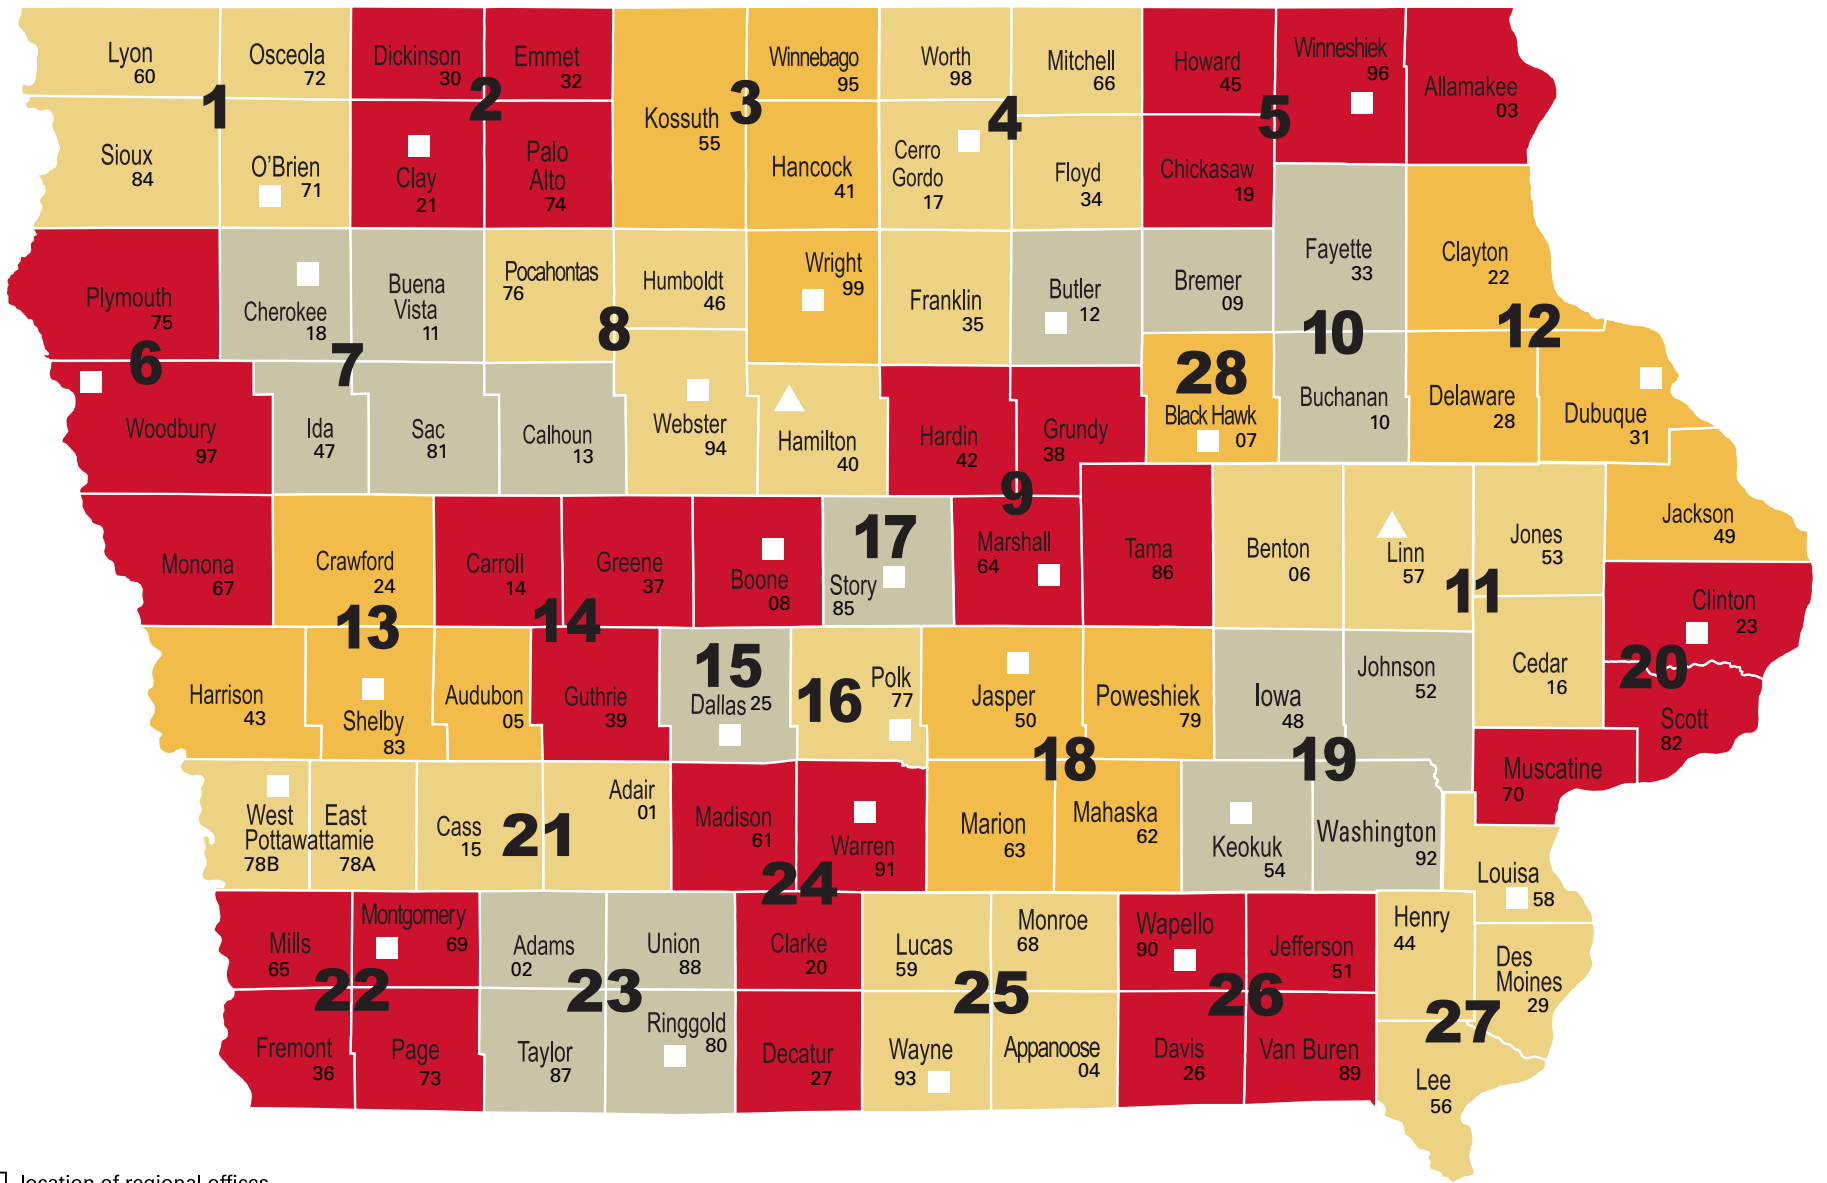 Lyon
60
Osceola
72
Dickinson
30
Emmet
32
Kossuth
55
Winnebago
95
Worth
98
Mitchell
66
Howard
45
Winneshiek
96
Allamakee
03
1
2
3
4
5
Sioux
84
O'Brien
71
Clay
21
Palo
Alto
74
Hancock
41
Cerro
Gordo
17
Floyd
34
Chickasaw
19
Plymouth
75
Cherokee
18
Buena
Vista
11
Pocahontas
76
Humboldt
46
Wright
99
Franklin
35
Butler
12
Bremer
09
Fayette
33
Clayton
22
6
7
8
28
10
12
Woodbury
97
Ida
47
Sac
81
Calhoun
13
Webster
94
Hamilton
40
Hardin
42
Grundy
38
Black Hawk
07
Buchanan
10
Delaware
28
Dubuque
31
9
Monona
67
Crawford
24
Carroll
14
Greene
37
Boone
08
17
Story
85
Marshall
64
Tama
86
Benton
06
Linn
57
Jones
53
Jackson
49
13
14
11
Clinton
23
Harrison
43
Shelby
83
Audubon
05
Guthrie
39
15
Dallas 25
16
Polk
77
Jasper
50
Poweshiek
79
Iowa
48
Johnson
52
Cedar
16
20
Scott
82
18
19
Muscatine
70
West
East
Pottawattamie
78B
78A
Cass
15
21
Adair
01
Madison
61
Warren
91
Marion
63
Mahaska
62
Keokuk
54
Washington
92
Louisa
58
24
Mills
65
Montgomery
69
Adams
02
Union
88
Clarke
20
Lucas
59
Monroe
68
Wapello
90
Jefferson
51
Henry
44
Des
Moines
29
22
23
25
26
27
Fremont
36
Page
73
Taylor
87
Ringgold
80
Decatur
27
Wayne
93
Appanoose
04
Davis
26
Van Buren
89
Lee
56
location of regional offices